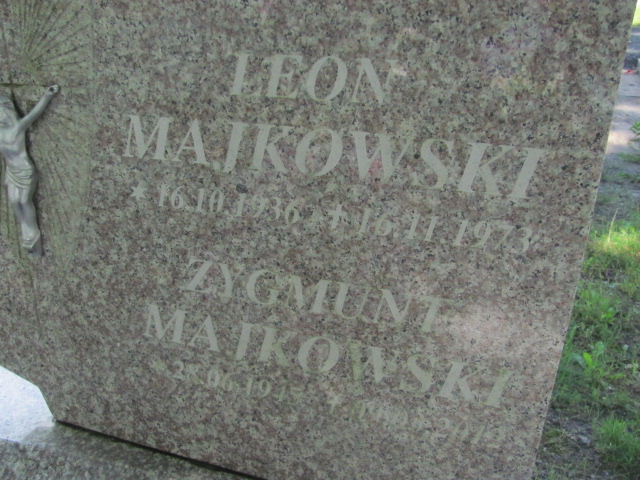 LEON
MAJKOWSKI
★ 16.10.1936 ✝ 16.11.1973
ZYGMUNT
MAJKOWSKI